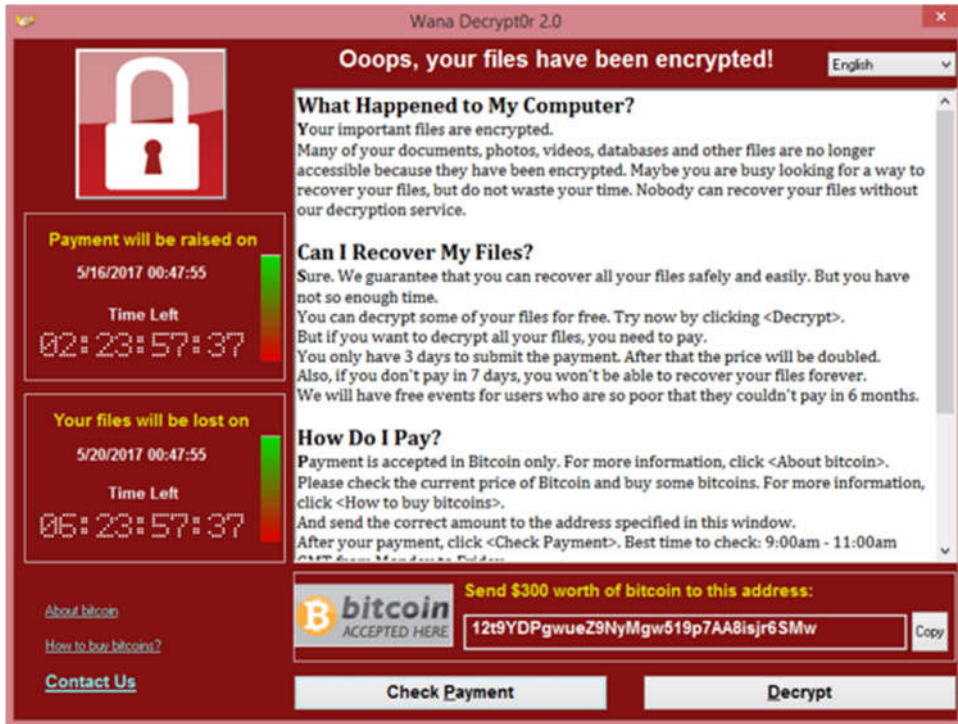 Wana Decrypt0r 2.0
Ooops, your files have been encrypted!
English
What Happened to My Computer?
Your important files are encrypted.
Many of your documents, photos, videos, databases and other files are no longer
accessible because they have been encrypted. Maybe you are busy looking for a way to
recover your files, but do not waste your time. Nobody can recover your files without
our decryption service.
Can I Recover My Files?
Sure. We guarantee that you can recover all your files safely and easily. But you have
not so enough time.
You can decrypt some of your files for free. Try now by clicking <Decrypt>.
But if you want to decrypt all your files, you need to pay.
You only have 3 days to submit the payment. After that the price will be doubled.
Also, if you don't pay in 7 days, you won't be able to recover your files forever.
We will have free events for users who are so poor that they couldn't pay in 6 months.
How Do I Pay?
Payment is accepted in Bitcoin only. For more information, click <About bitcoin>.
Please check the current price of Bitcoin and buy some bitcoins. For more information,
click <How to buy bitcoins>.
And send the correct amount to the address specified in this window.
After your payment, click <Check Payment>. Best time to check: 9:00am - 11:00am
GMT from Monday to Friday
Payment will be raised on
5/16/2017 00:47:55
Time Left
02:23:57:37
Your files will be lost on
5/20/2017 00:47:55
Time Left
06:23:57:37
About bitcoin
How to buy bitcoins?
Contact Us
bitcoin
ACCEPTED HERE
Send $300 worth of bitcoin to this address:
12t9YDPgwueZ9NyMgw519p7AA8isjr6SMw
Copy
Check Payment
Decrypt